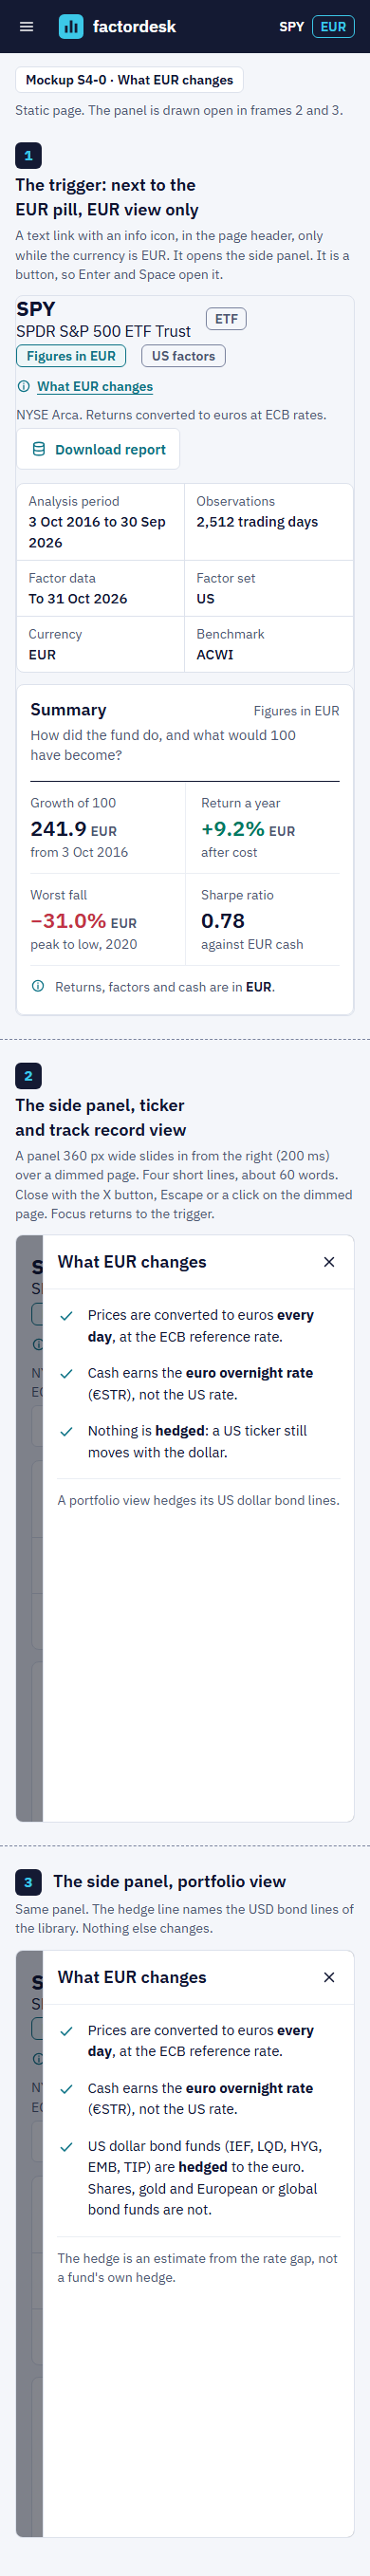 factordesk
SPY EUR
Mockup S4-0 · What EUR changes
Static page. The panel is drawn open in frames 2 and 3.
1
The trigger: next to the
EUR pill, EUR view only
A text link with an info icon, in the page header, only
while the currency is EUR. It opens the side panel. It is a
button, so Enter and Space open it.
SPY
SPDR S&P 500 ETF Trust
ETF
Figures in EUR
US factors
What EUR changes
NYSE Arca. Returns converted to euros at ECB rates.
Download report
Analysis period
3 Oct 2016 to 30 Sep
2026
Observations
2,512 trading days
Factor data
To 31 Oct 2026
Factor set
US
Currency
EUR
Benchmark
ACWI
Summary
Figures in EUR
How did the fund do, and what would 100
have become?
Growth of 100
241.9 EUR
from 3 Oct 2016
Return a year
+9.2% EUR
after cost
Worst fall
−31.0% EUR
peak to low, 2020
Sharpe ratio
0.78
against EUR cash
Returns, factors and cash are in EUR.
2
The side panel, ticker
and track record view
A panel 360 px wide slides in from the right (200 ms)
over a dimmed page. Four short lines, about 60 words.
Close with the X button, Escape or a click on the dimmed
page. Focus returns to the trigger.
What EUR changes
Prices are converted to euros every
day, at the ECB reference rate.
Cash earns the euro overnight rate
(€STR), not the US rate.
Nothing is hedged: a US ticker still
moves with the dollar.
A portfolio view hedges its US dollar bond lines.
3
The side panel, portfolio view
Same panel. The hedge line names the USD bond lines of
the library. Nothing else changes.
What EUR changes
Prices are converted to euros every
day, at the ECB reference rate.
Cash earns the euro overnight rate
(€STR), not the US rate.
US dollar bond funds (IEF, LQD, HYG,
EMB, TIP) are hedged to the euro.
Shares, gold and European or global
bond funds are not.
The hedge is an estimate from the rate gap, not
a fund's own hedge.